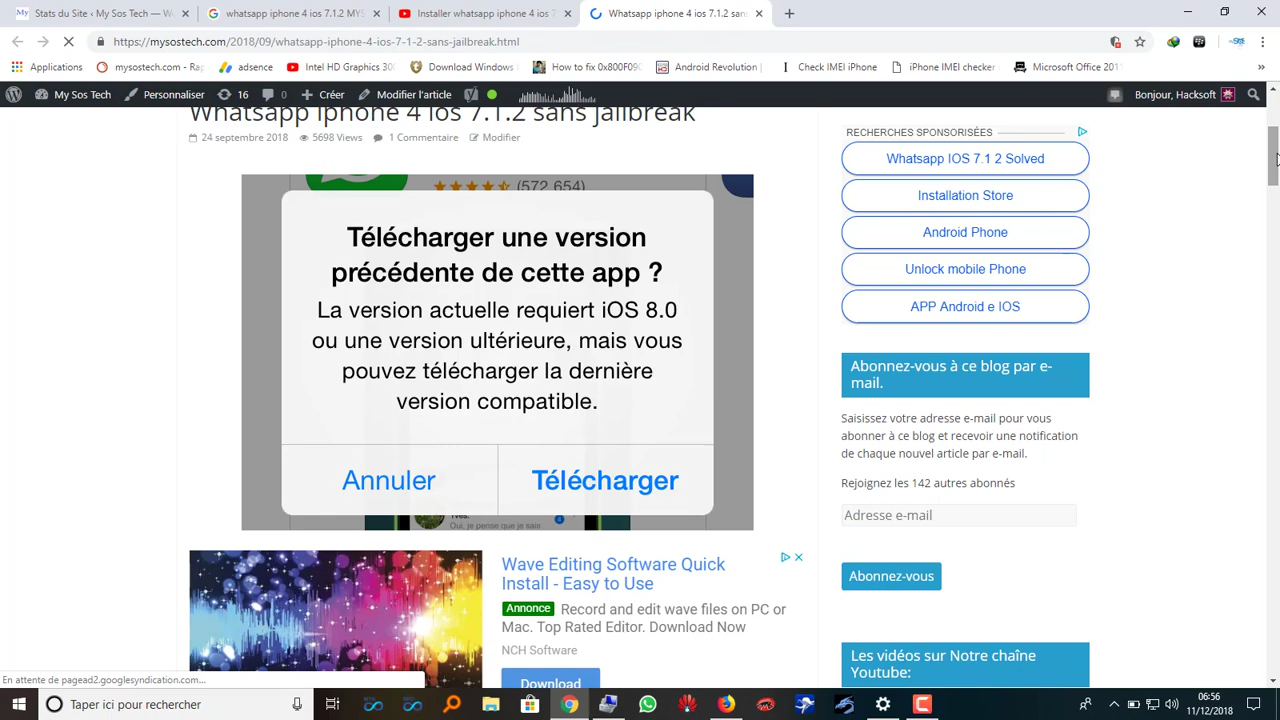 Stats du Site ‹ My Sos Tech — W
whatsapp iphone 4 ios 7.1.2 MYS
Installer whatsapp iphone 4 ios 7
Whatsapp iphone 4 ios 7.1.2 san
https://mysostech.com/2018/09/whatsapp-iphone-4-ios-7-1-2-sans-jailbreak.html
Applications
mysostech.com - Rap
adsence
Intel HD Graphics 300
Download Windows
How to fix 0x800F09
Android Revolution |
Check IMEI iPhone
iPhone IMEI checker
Microsoft Office 201
»
My Sos Tech
Personnaliser
16
0
Créer
Modifier l'article
Bonjour, Hacksoft
Whatsapp iphone 4 ios 7.1.2 sans jailbreak
24 septembre 2018
5698 Views
1 Commentaire
Modifier
(572 654)
Télécharger une version
précédente de cette app ?
La version actuelle requiert iOS 8.0
ou une version ultérieure, mais vous
pouvez télécharger la dernière
version compatible.
Annuler
Télécharger
Yves.
Oui, je pense que je sais
Wave Editing Software Quick
Install - Easy to Use
Annonce Record and edit wave files on PC or
Mac. Top Rated Editor. Download Now
NCH Software
Download
RECHERCHES SPONSORISÉES
Whatsapp IOS 7.1 2 Solved
Installation Store
Android Phone
Unlock mobile Phone
APP Android e IOS
Abonnez-vous à ce blog par e-
mail.
Saisissez votre adresse e-mail pour vous
abonner à ce blog et recevoir une notification
de chaque nouvel article par e-mail.
Rejoignez les 142 autres abonnés
Adresse e-mail
Abonnez-vous
Les vidéos sur Notre chaîne
Youtube:
En attente de pagead2.googlesyndication.com...
Taper ici pour rechercher
06:56
11/12/2018